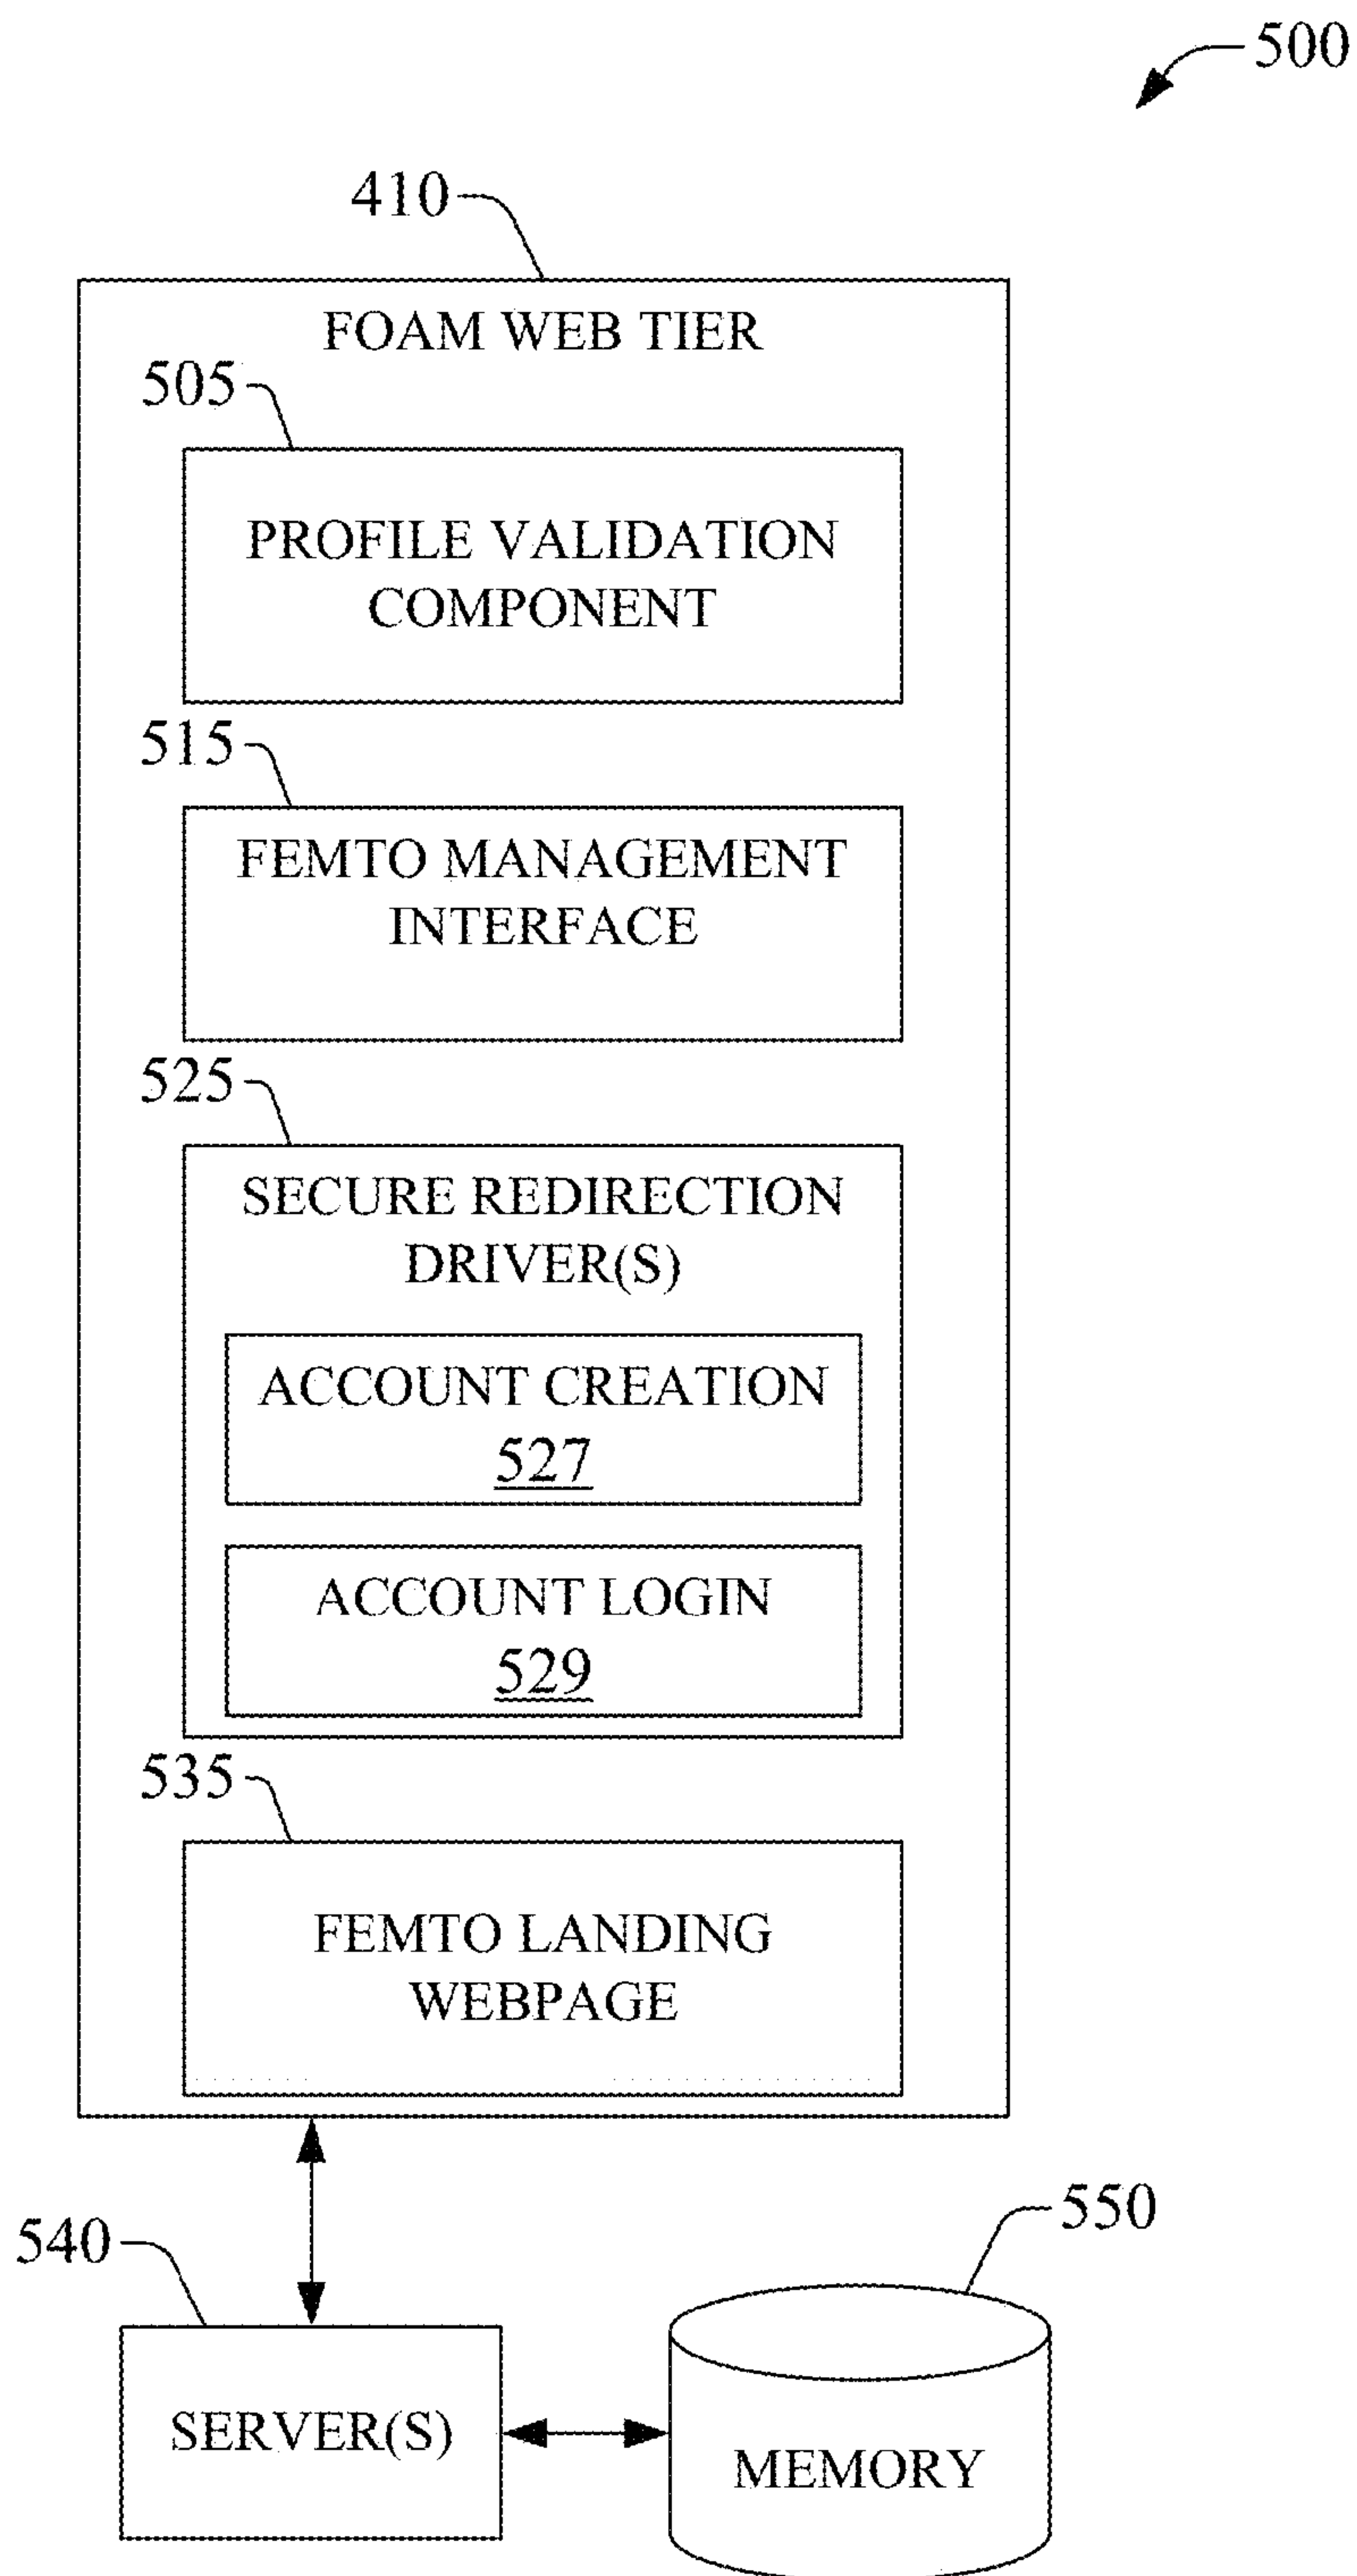 500
410
FOAM WEB TIER
505
PROFILE VALIDATION
COMPONENT
515
FEMTO MANAGEMENT
INTERFACE
525
SECURE REDIRECTION
DRIVER(S)
ACCOUNT CREATION
527
ACCOUNT LOGIN
529
535
FEMTO LANDING
WEBPAGE
540
550
SERVER(S)
MEMORY